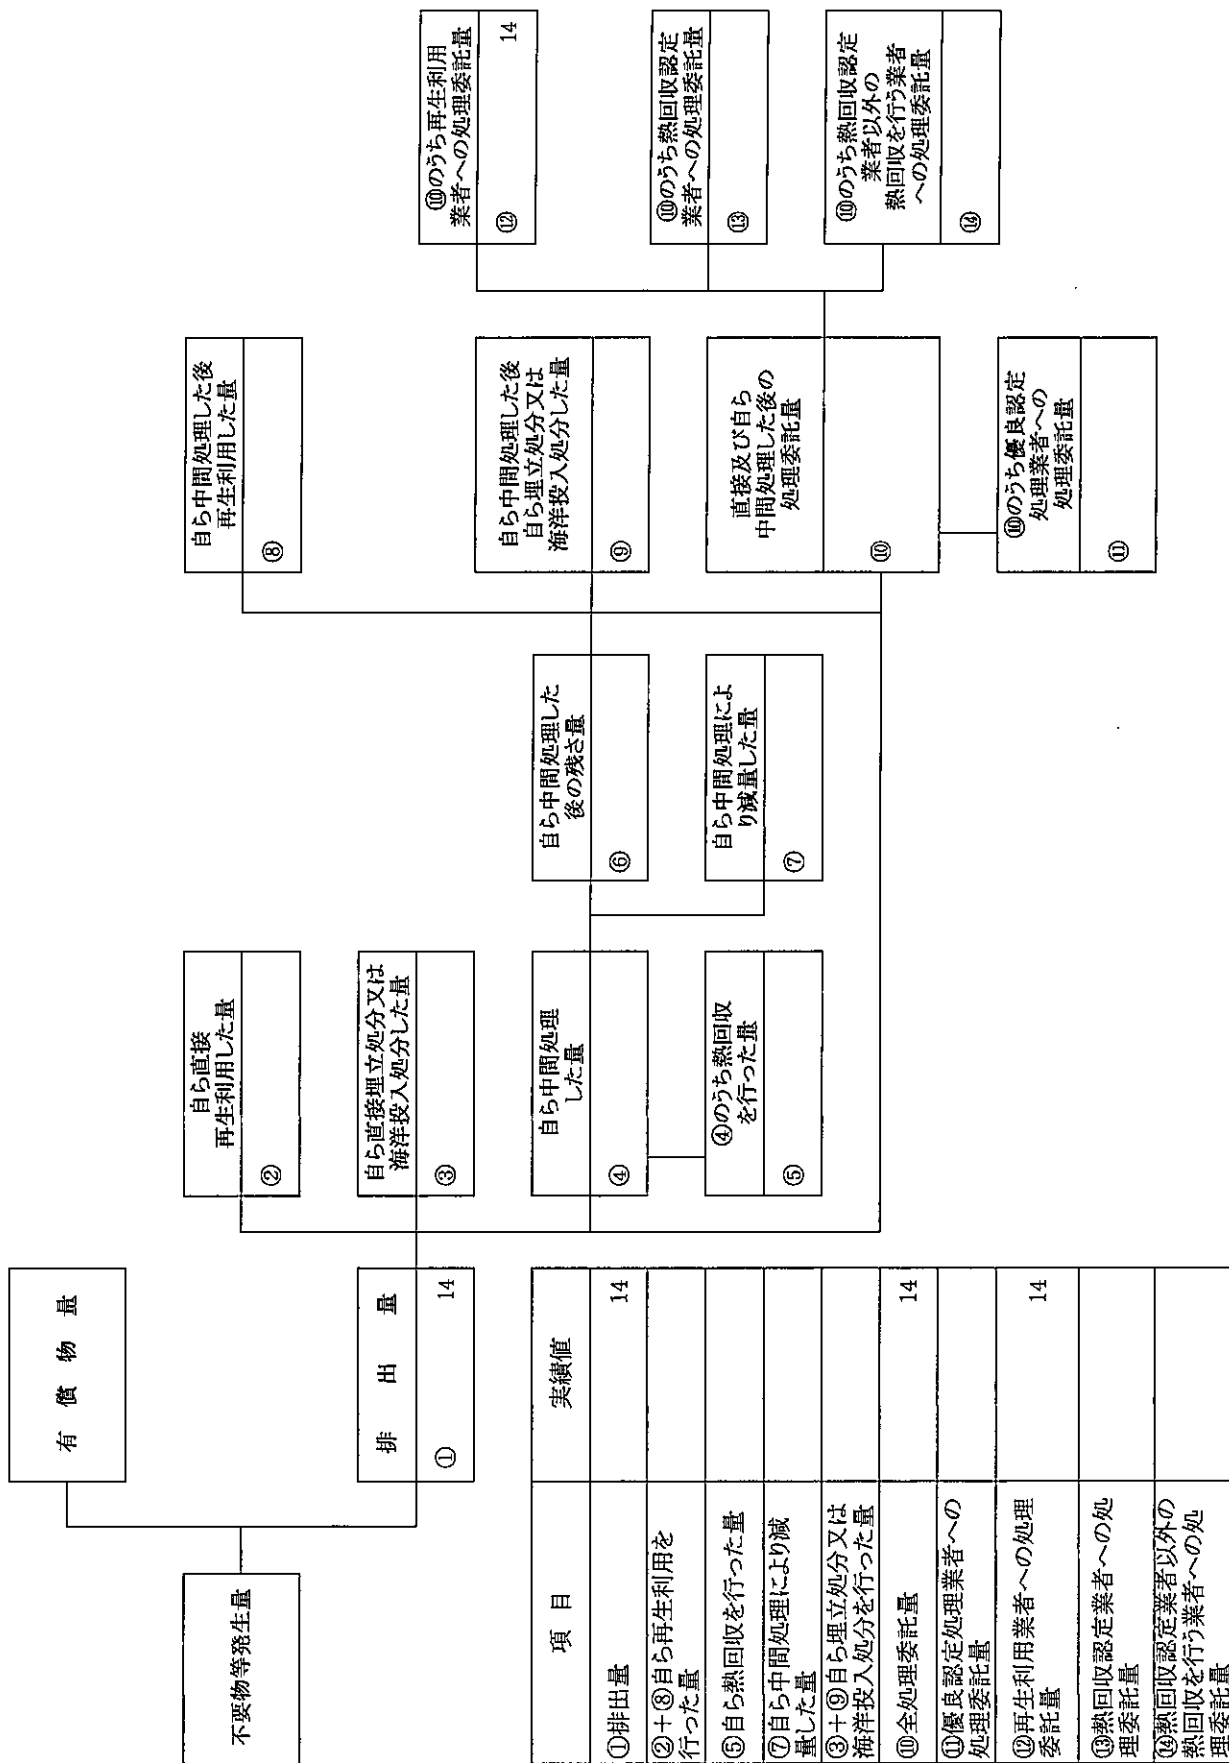 有償物量
不要物等発生量
排出量
① 14
自ら直接
再生利用した量
②
自ら直接埋立処分又は
海洋投入処分した量
③
自ら中間処理
した量
④
④のうち熱回収
を行った量
⑤
自ら中間処理した
後の残さ量
⑥
自ら中間処理によ
り減量した量
⑦
自ら中間処理した後
再生利用した量
⑧
自ら中間処理した後
自ら埋立処分又は
海洋投入処分した量
⑨
直接及び自ら
中間処理した後の
処理委託量
⑩
⑩のうち優良認定
処理業者への
処理委託量
⑪
⑩のうち再生利用
業者への処理委託量
⑫ 14
⑩のうち熱回収認定
業者への処理委託量
⑬
⑩のうち熱回収認定
業者以外の
熱回収を行う業者
への処理委託量
⑭
項目 実績値
①排出量 14
②+⑧自ら再生利用を
行った量
⑤自ら熱回収を行った量
⑦自ら中間処理により減
量した量
③+⑨自ら埋立処分又は
海洋投入処分を行った量
⑩全処理委託量 14
⑪優良認定処理業者への
処理委託量
⑫再生利用業者への処理
委託量 14
⑬熱回収認定業者への処
理委託量
⑭熱回収認定業者以外の
熱回収を行う業者への処
理委託量